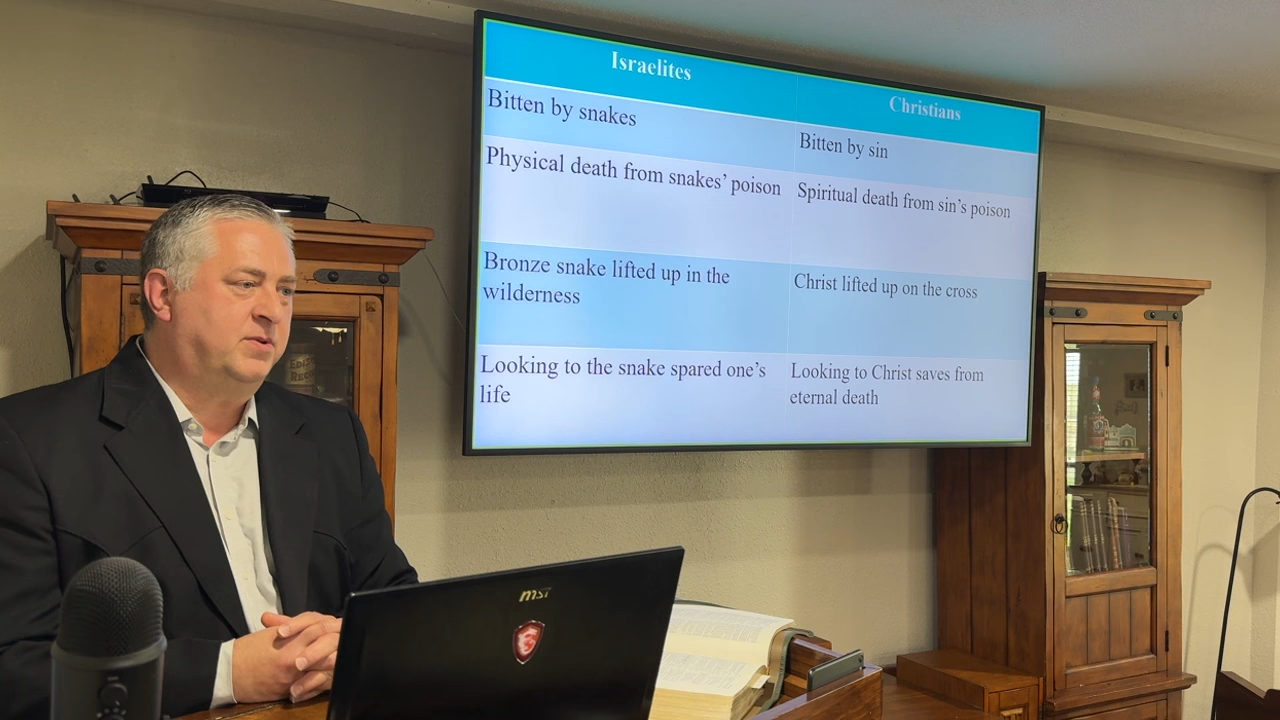 Israelites
Christians
Bitten by snakes
Bitten by sin
Physical death from snakes' poison
Spiritual death from sin's poison
Bronze snake lifted up in the
wilderness
Christ lifted up on the cross
Looking to the snake spared one's
life
Looking to Christ saves from
eternal death
msi